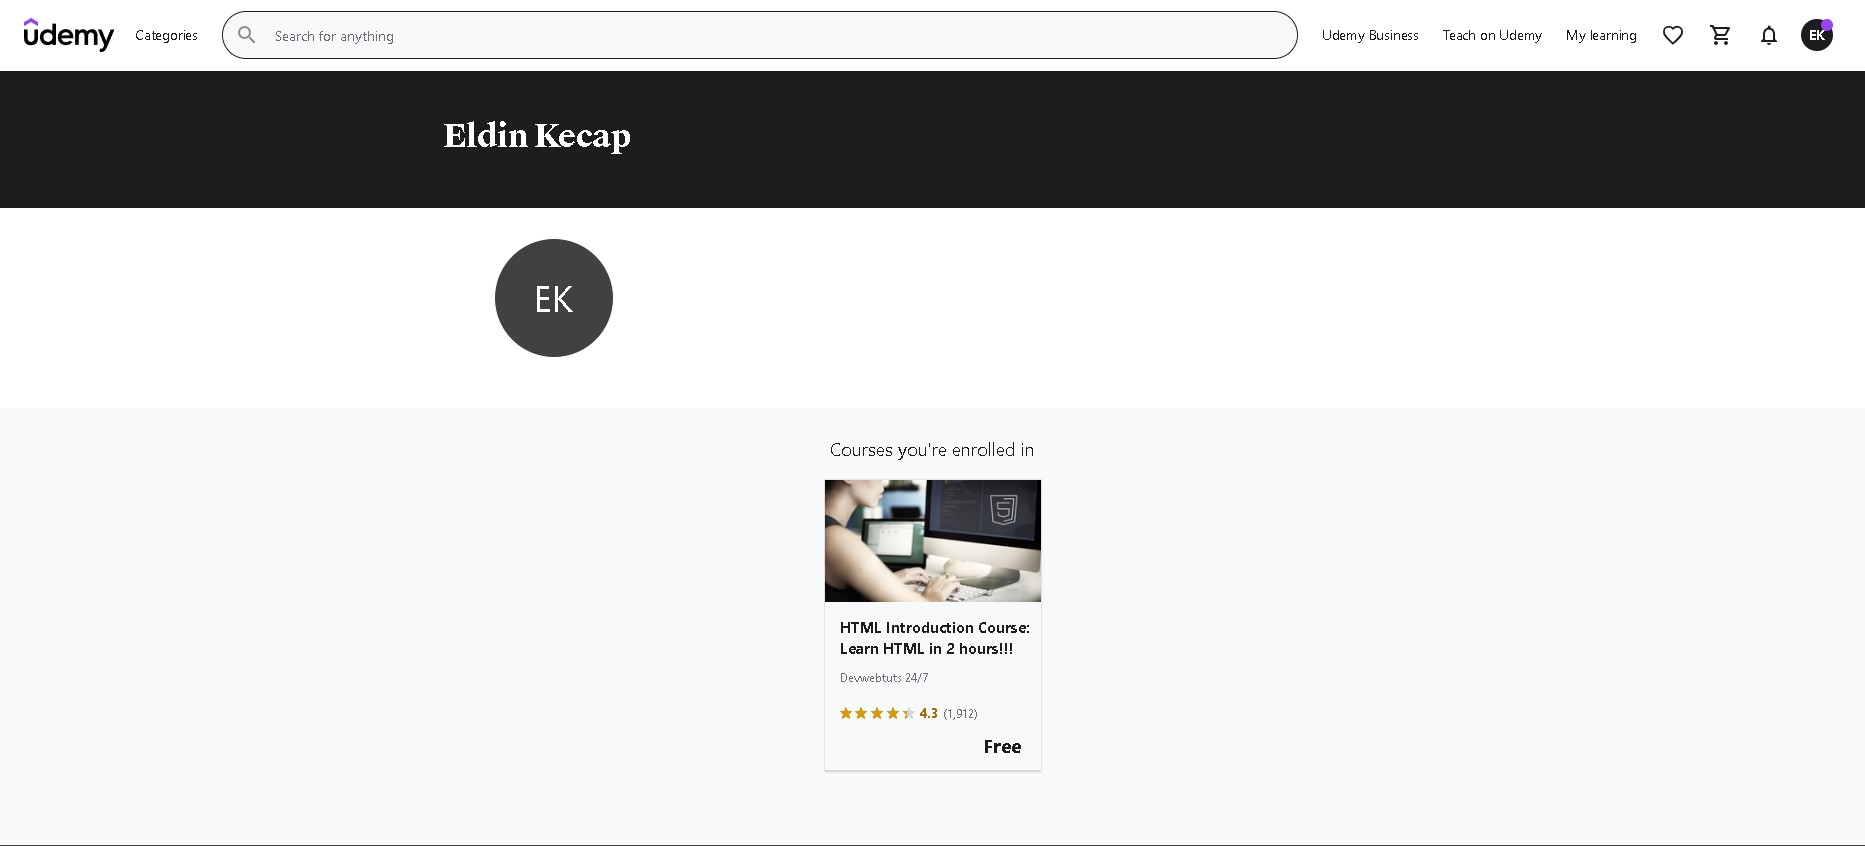 udemy
Categories
Search for anything
Udemy Business
Teach on Udemy
My learning
EK
Eldin Kecap
EK
Courses you're enrolled in
5
HTML Introduction Course:
Learn HTML in 2 hours!!!
Devwebtuts 24/7
4.3 (1,912)
Free